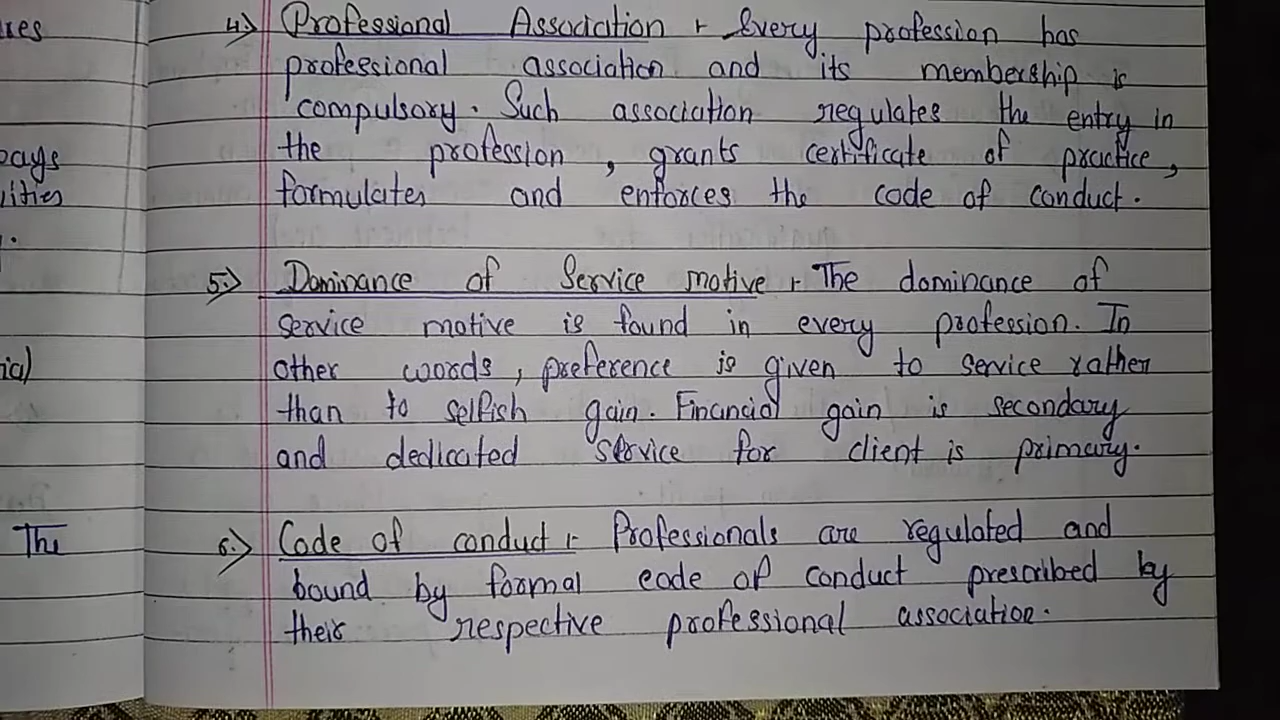 res
pays
ities
ia)
The
4) Professional Association :- Every profession has
professional association and its membership is
compulsory. Such association regulates the entry in
the profession, grants certificate of practice,
formulates and enforces the code of conduct.
5.) Dominance of Service motive :- The dominance of
service motive is found in every profession. In
other words, preference is given to service rather
than to selfish gain. Financial gain is secondary
and dedicated service for client is primary.
6.) Code of conduct :- Professionals are regulated and
bound by formal code of conduct prescribed by
their respective professional association.